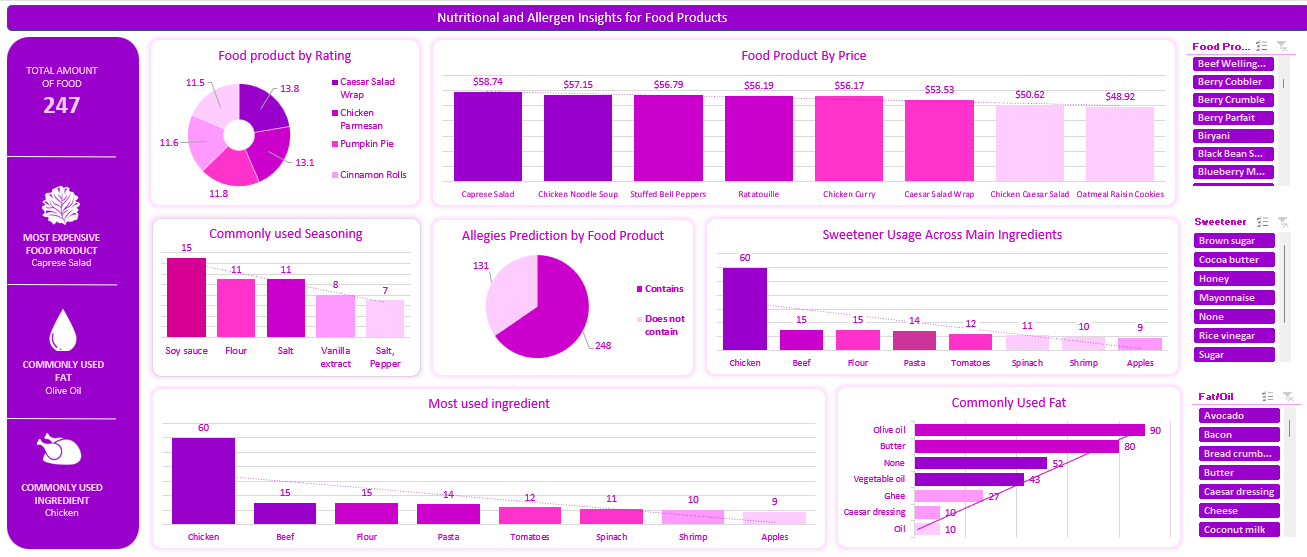 Nutritional and Allergen Insights for Food Products
TOTAL AMOUNT
OF FOOD
247
MOST EXPENSIVE
FOOD PRODUCT
Caprese Salad
COMMONLY USED
FAT
Olive Oil
COMMONLY USED
INGREDIENT
Chicken
Food product by Rating
11.5
13.8
11.6
13.1
11.8
Caesar Salad
Wrap
Chicken
Parmesan
Pumpkin Pie
Cinnamon Rolls
Food Product By Price
$58.74
$57.15
$56.79
$56.19
$56.17
$53.53
$50.62
$48.92
Caprese Salad
Chicken Noodle Soup
Stuffed Bell Peppers
Ratatouille
Chicken Curry
Caesar Salad Wrap
Chicken Caesar Salad
Oatmeal Raisin Cookies
Food Pro...
Beef Welling...
Berry Cobbler
Berry Crumble
Berry Parfait
Biryani
Black Bean S...
Blueberry M...
Commonly used Seasoning
15
11
11
8
7
Soy sauce
Flour
Salt
Vanilla
extract
Salt,
Pepper
Allegies Prediction by Food Product
131
248
Contains
Does not
contain
Sweetener Usage Across Main Ingredients
60
15
15
14
12
11
10
9
Chicken
Beef
Flour
Pasta
Tomatoes
Spinach
Shrimp
Apples
Sweetener
Brown sugar
Cocoa butter
Honey
Mayonnaise
None
Rice vinegar
Sugar
Most used ingredient
60
15
15
14
12
11
10
9
Chicken
Beef
Flour
Pasta
Tomatoes
Spinach
Shrimp
Apples
Commonly Used Fat
Olive oil 90
Butter 80
None 52
Vegetable oil 43
Ghee 27
Caesar dressing 10
Oil 10
Fat/Oil
Avocado
Bacon
Bread crumb...
Butter
Caesar dressing
Cheese
Coconut milk